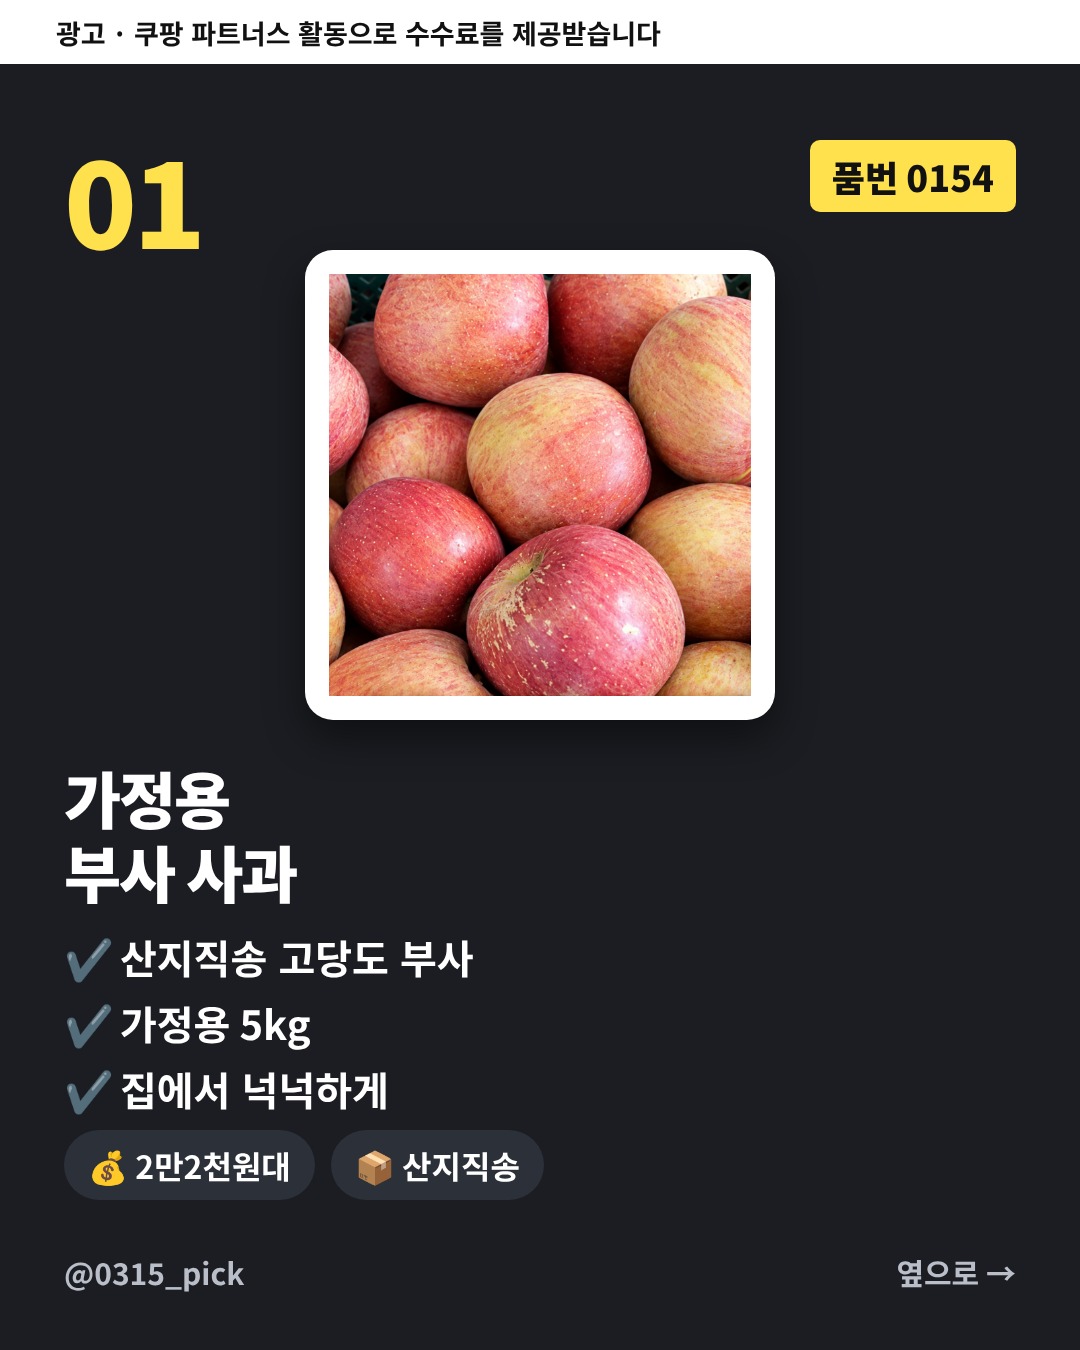 광고 · 쿠팡 파트너스 활동으로 수수료를 제공받습니다
01
품번 0154
가정용
부사 사과
✔️ 산지직송 고당도 부사
✔️ 가정용 5kg
✔️ 집에서 넉넉하게
💰 2만2천원대
📦 산지직송
@0315_pick
옆으로 →